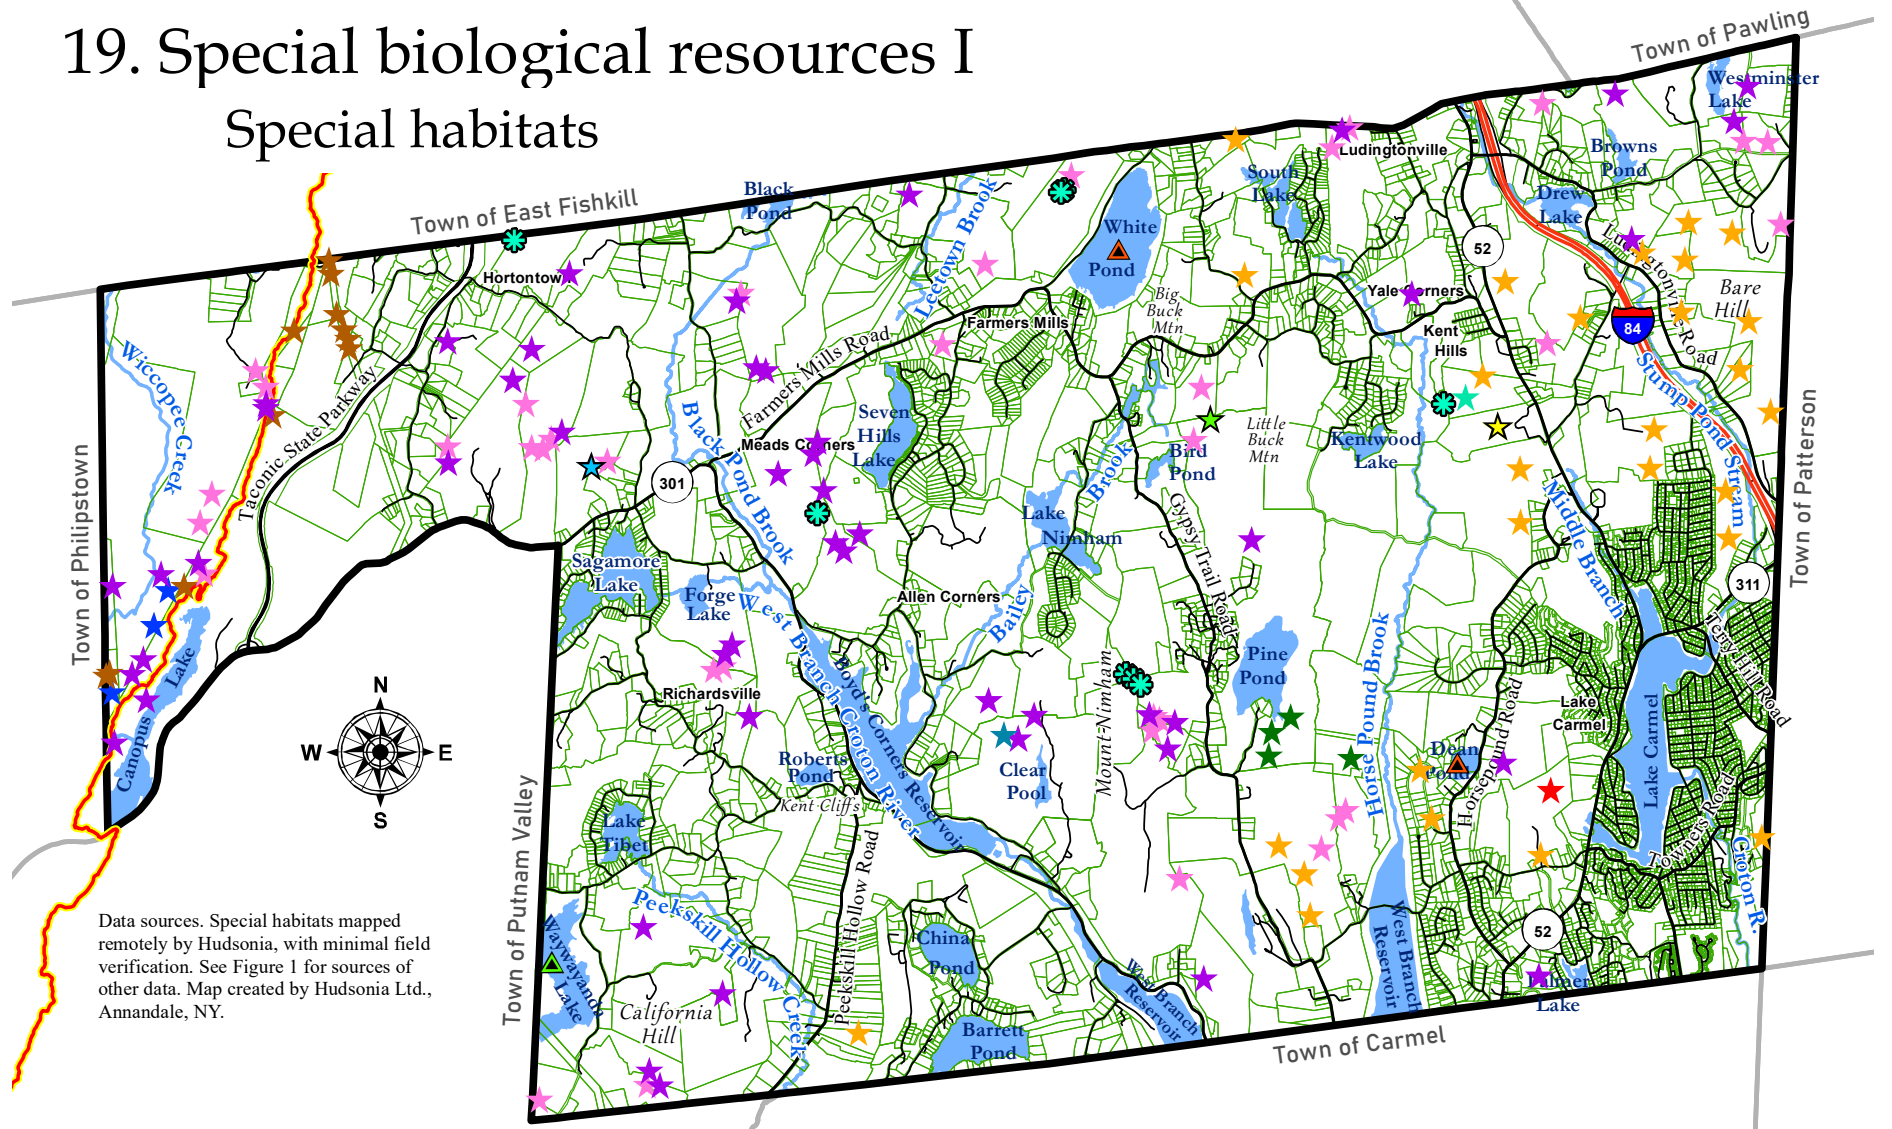 19. Special biological resources I
Special habitats
Town of Pawling
Westminster
Lake
Browns
Pond
Ludingtonville
Drew
Lake
South
Lake
Black
Pond
Town of East Fishkill
Leetown Brook
White
Pond
52
Ludingtonville Road
Hortontown
Yale Corners
Big
Buck
Mtn
Bare
Hill
Farmers Mills
Kent
Hills
84
Farmers Mills Road
Wiccopee Creek
Taconic State Parkway
Stump Pond Stream
Black Pond Brook
Seven
Hills
Lake
Meads Corners
Little
Buck
Mtn
Kentwood
Lake
Bird
Pond
301
Town of Philipstown
Town of Patterson
Middle Branch
Gypsy Trail Road
Lake
Nimham
Bailey Brook
Sagamore
Lake
Forge
Lake
Allen Corners
311
West Branch Croton River
Boyd's Corners Reservoir
Pine
Pond
Horse Pound Brook
Terry Hill Road
Canopus Lake
Richardsville
N
W
E
S
Mount Nimham
Lake
Carmel
Lake Carmel
Horsepound Road
Dean
Pond
Roberts
Pond
Clear
Pool
Kent Cliffs
Towners Road
Lake
Tibet
Town of Putnam Valley
Peekskill Hollow Road
Peekskill Hollow Creek
Croton R.
Waywayanda
Lake
China
Pond
West Branch
Reservoir
52
West Branch
Reservoir
Palmer
Lake
California
Hill
Barrett
Pond
Town of Carmel
Data sources. Special habitats mapped
remotely by Hudsonia, with minimal field
verification. See Figure 1 for sources of
other data. Map created by Hudsonia Ltd.,
Annandale, NY.